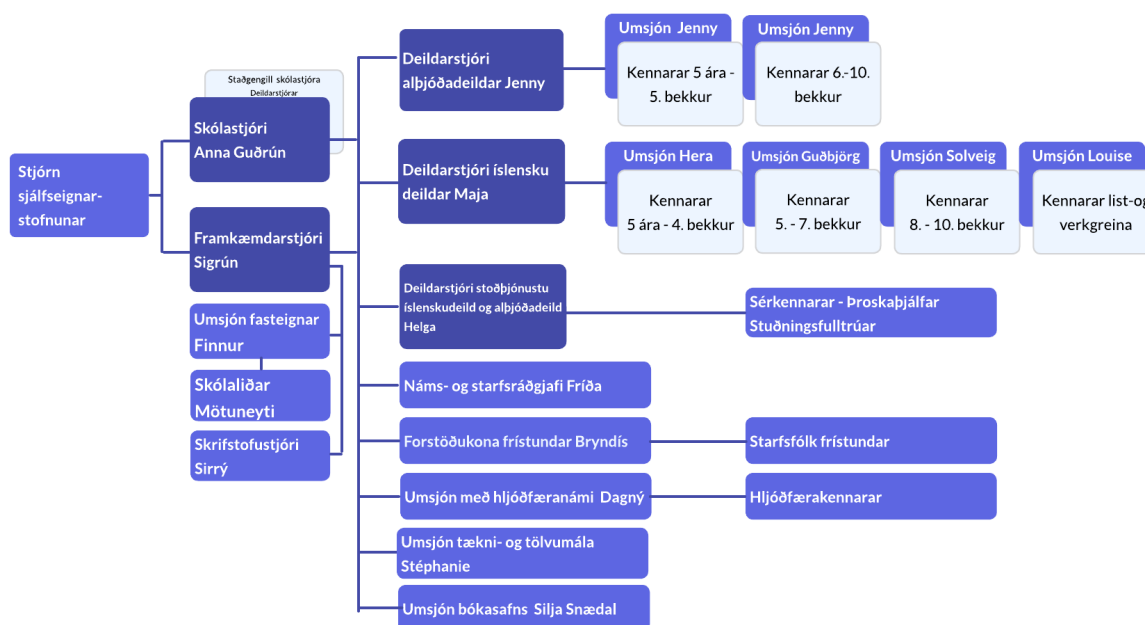 Stjórn
sjálfseignar-
stofnunar
Staðgengill skólastjóra
Deildarstjórar
Skólastjóri
Anna Guðrún
Framkæmdarstjóri
Sigrún
Umsjón fasteignar
Finnur
Skólaliðar
Mötuneyti
Skrifstofustjóri
Sirrý
Deildarstjóri
alþjóðadeildar Jenny
Umsjón Jenny
Kennarar 5 ára -
5. bekkur
Umsjón Jenny
Kennarar 6.-10.
bekkur
Deildarstjóri íslensku
deildar Maja
Umsjón Hera
Kennarar
5 ára - 4. bekkur
Umsjón Guðbjörg
Kennarar
5. - 7. bekkur
Umsjón Solveig
Kennarar
8. - 10. bekkur
Umsjón Louise
Kennarar list-og
verkgreina
Deildarstjóri stoðþjónustu
íslenskudeild og alþjóðadeild
Helga
Sérkennarar - Þroskaþjálfar
Stuðningsfulltrúar
Náms- og starfsráðgjafi Fríða
Forstöðukona frístundar Bryndís
Starfsfólk frístundar
Umsjón með hljóðfæranámi Dagný
Hljóðfærakennarar
Umsjón tækni- og tölvumála
Stéphanie
Umsjón bókasafns Silja Snædal